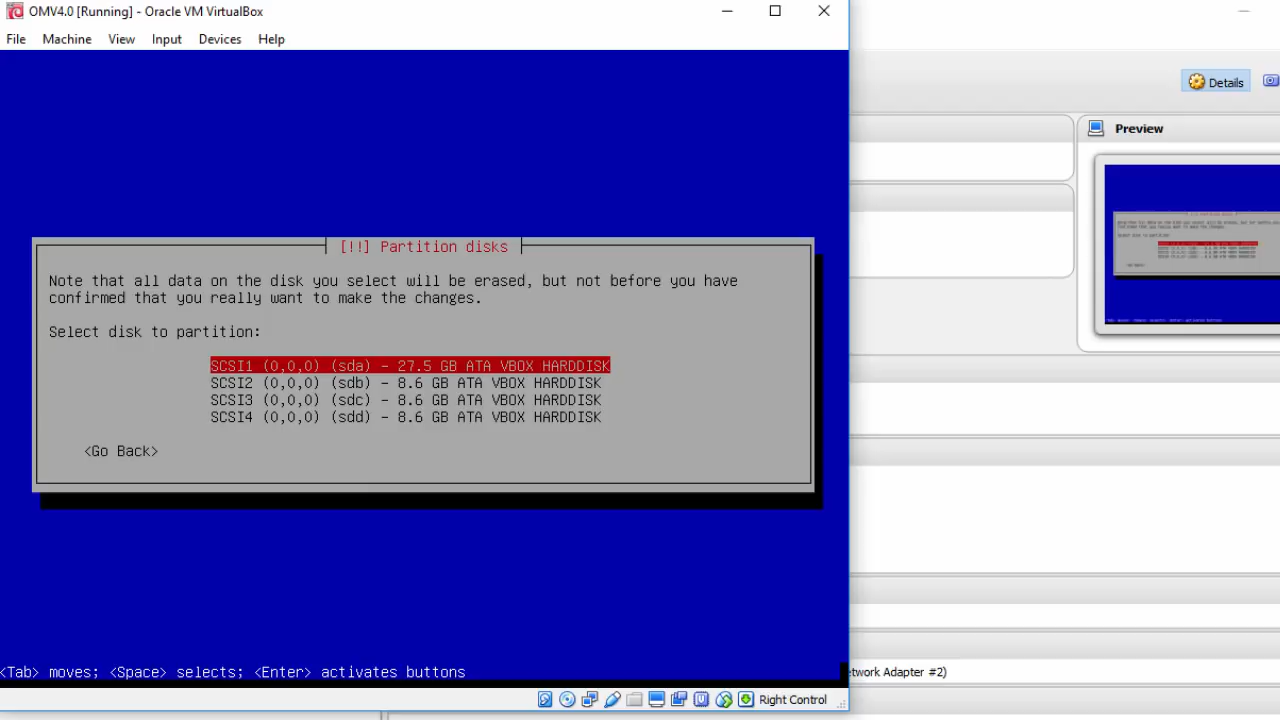 OMV4.0 [Running] - Oracle VM VirtualBox
File Machine View Input Devices Help
Details
Preview
[!!] Partition disks
Note that all data on the disk you select will be erased, but not before you have
confirmed that you really want to make the changes.
Select disk to partition:
SCSI1 (0,0,0) (sda) - 27.5 GB ATA VBOX HARDDISK
SCSI2 (0,0,0) (sdb) - 8.6 GB ATA VBOX HARDDISK
SCSI3 (0,0,0) (sdc) - 8.6 GB ATA VBOX HARDDISK
SCSI4 (0,0,0) (sdd) - 8.6 GB ATA VBOX HARDDISK
<Go Back>
<Tab> moves; <Space> selects; <Enter> activates buttons
etwork Adapter #2)
Right Control